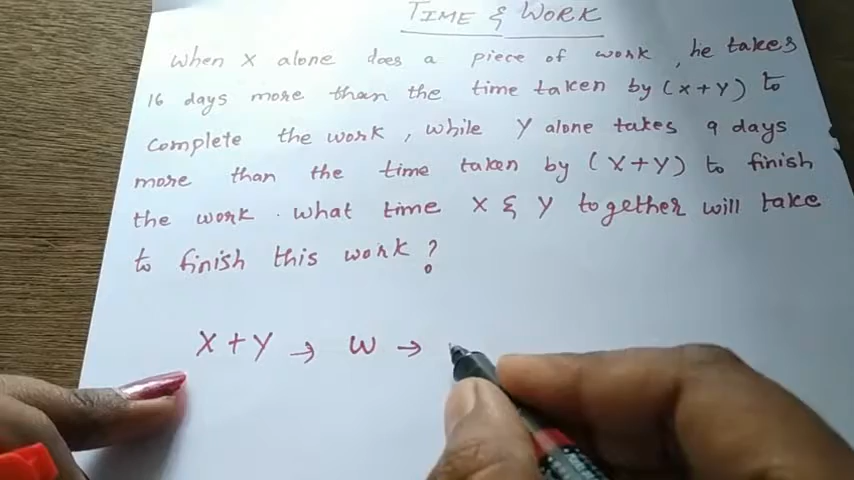 TIME & WORK
When X alone does a piece of work, he takes
16 days more than the time taken by (X+Y) to
complete the work, while Y alone takes 9 days
more than the time taken by (X+Y) to finish
the work. what time X & Y together will take
to finish this work?
X+Y → W →